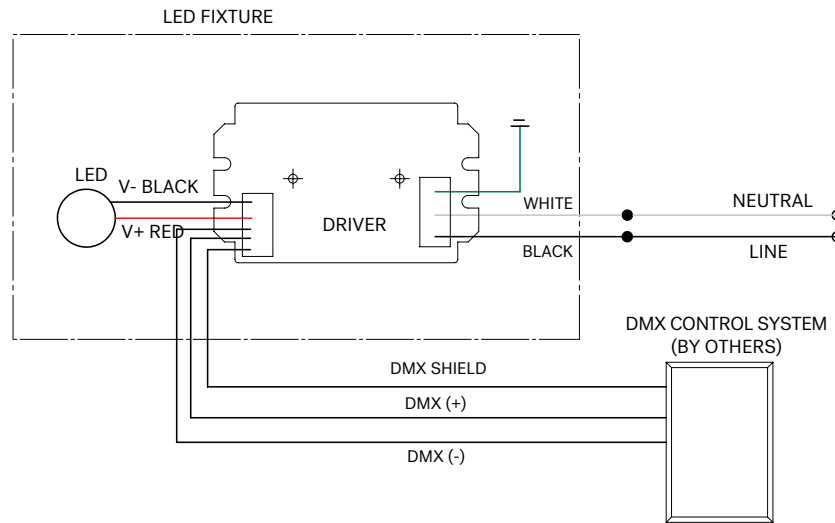 LED FIXTURE
LED
V- BLACK
V+ RED
DRIVER
WHITE
NEUTRAL
BLACK
LINE
DMX CONTROL SYSTEM
(BY OTHERS)
DMX SHIELD
DMX (+)
DMX (-)